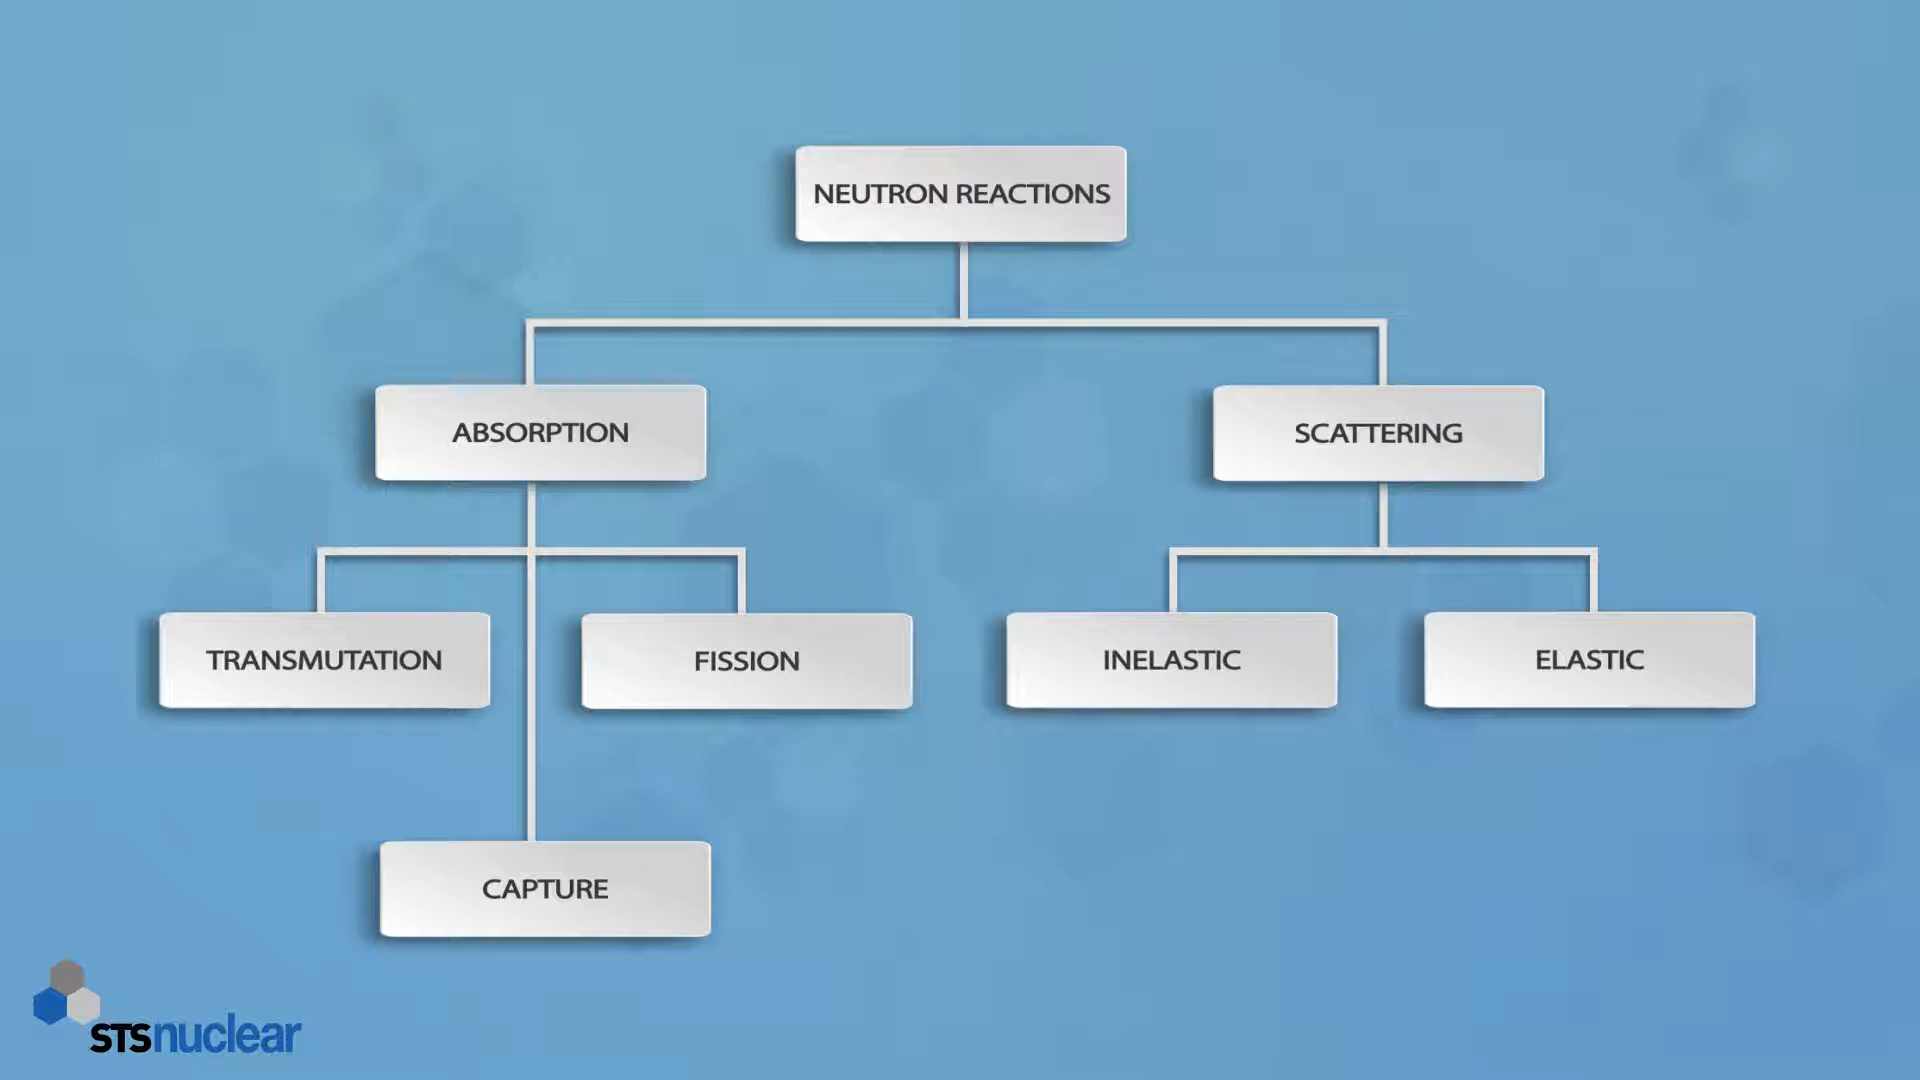 NEUTRON REACTIONS
ABSORPTION
SCATTERING
TRANSMUTATION
FISSION
INELASTIC
ELASTIC
CAPTURE
STSnuclear